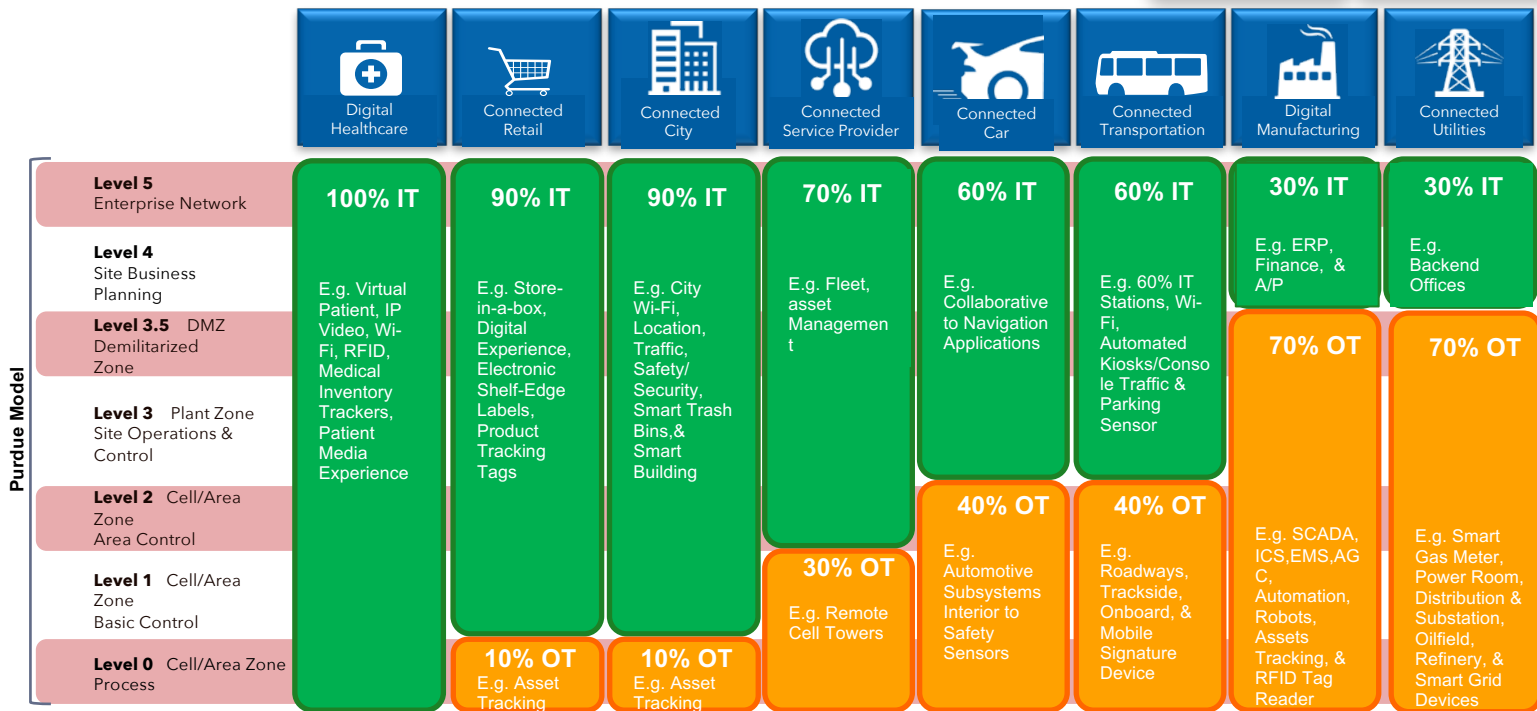 Digital
Healthcare
Connected
Retail
Connected
City
Connected
Service Provider
Connected
Car
Connected
Transportation
Digital
Manufacturing
Connected
Utilities
Purdue Model
Level 5
Enterprise Network
Level 4
Site Business
Planning
Level 3.5 DMZ
Demilitarized
Zone
Level 3 Plant Zone
Site Operations &
Control
Level 2 Cell/Area
Zone
Area Control
Level 1 Cell/Area
Zone
Basic Control
Level 0 Cell/Area Zone
Process
100% IT
E.g. Virtual
Patient, IP
Video, Wi-
Fi, RFID,
Medical
Inventory
Trackers,
Patient
Media
Experience
90% IT
E.g. Store-
in-a-box,
Digital
Experience,
Electronic
Shelf-Edge
Labels,
Product
Tracking
Tags
10% OT
E.g. Asset
Tracking
90% IT
E.g. City
Wi-Fi,
Location,
Traffic,
Safety/
Security,
Smart Trash
Bins,&
Smart
Building
10% OT
E.g. Asset
Tracking
70% IT
E.g. Fleet,
asset
Managemen
t
30% OT
E.g. Remote
Cell Towers
60% IT
E.g.
Collaborative
to Navigation
Applications
40% OT
E.g.
Automotive
Subsystems
Interior to
Safety
Sensors
60% IT
E.g. 60% IT
Stations, Wi-
Fi,
Automated
Kiosks/Conso
le Traffic &
Parking
Sensor
40% OT
E.g.
Roadways,
Trackside,
Onboard, &
Mobile
Signature
Device
30% IT
E.g. ERP,
Finance, &
A/P
70% OT
E.g. SCADA,
ICS,EMS,AG
C,
Automation,
Robots,
Assets
Tracking, &
RFID Tag
Reader
30% IT
E.g.
Backend
Offices
70% OT
E.g. Smart
Gas Meter,
Power Room,
Distribution &
Substation,
Oilfield,
Refinery, &
Smart Grid
Devices